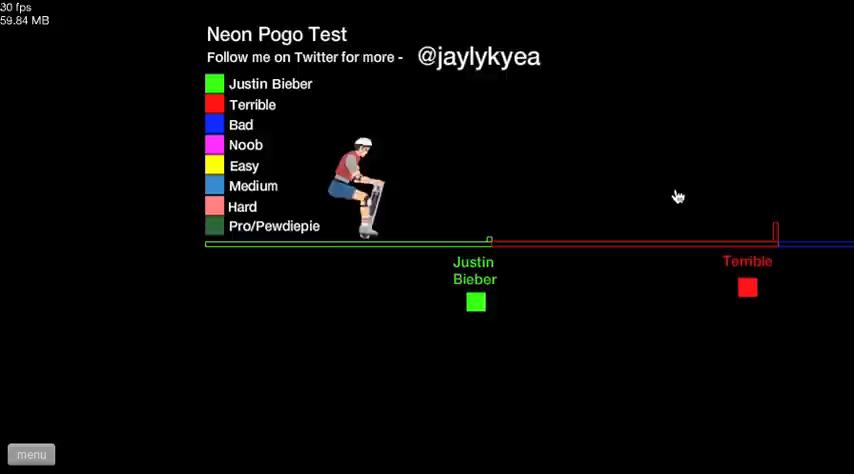 30 fps
59.84 MB
Neon Pogo Test
Follow me on Twitter for more - @jaylykyea
Justin Bieber
Terrible
Bad
Noob
Easy
Medium
Hard
Pro/Pewdiepie
Justin
Bieber
Terrible
menu